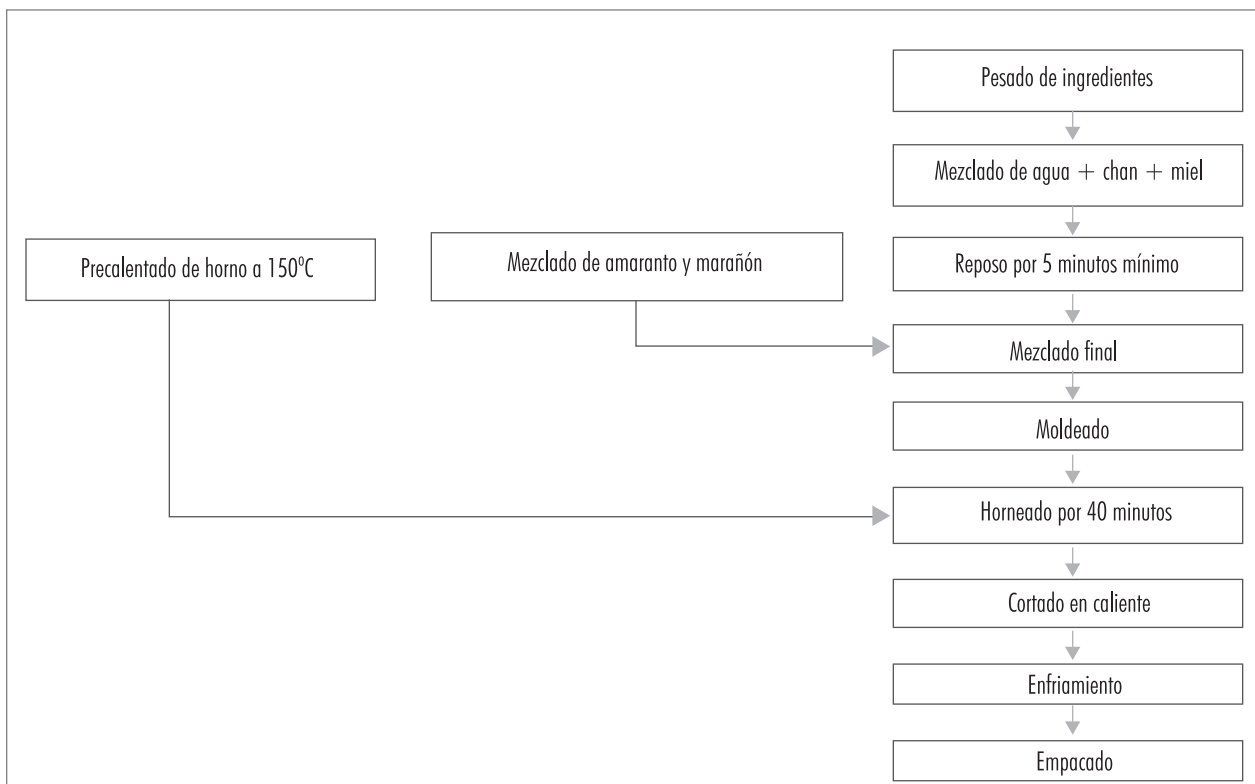 Pesado de ingredientes
Mezclado de agua + chan + miel
Precalentado de horno a 150ºC
Mezclado de amaranto y marañón
Reposo por 5 minutos mínimo
Mezclado final
Moldeado
Horneado por 40 minutos
Cortado en caliente
Enfriamiento
Empacado